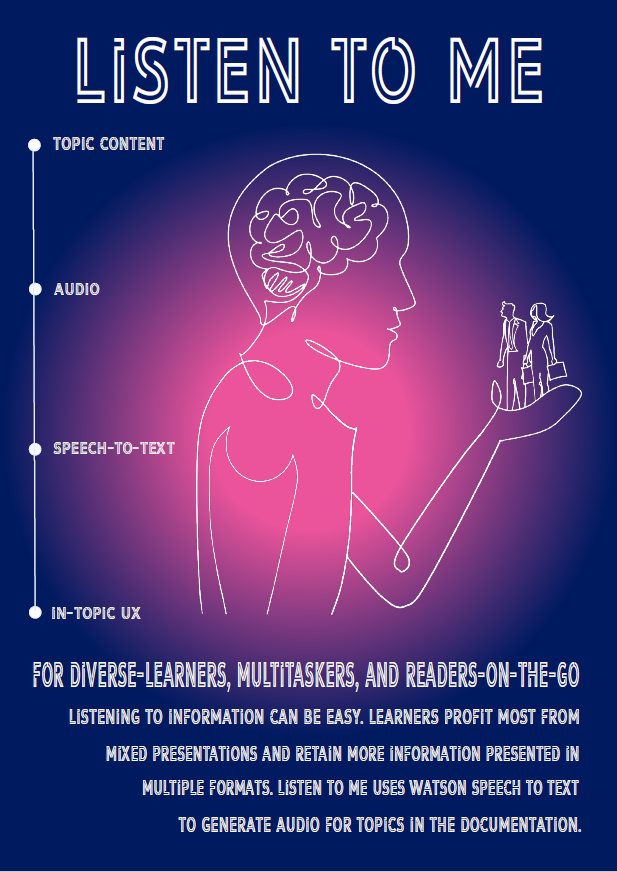 LiSTEN TO ME
TOPIC CONTENT
AUDIO
SPEECH-TO-TEXT
IN-TOPIC UX
FOR DIVERSE-LEARNERS, MULTITASKERS, AND READERS-ON-THE-GO
LISTENING TO INFORMATION CAN BE EASY. LEARNERS PROFIT MOST FROM
MIXED PRESENTATIONS AND RETAIN MORE INFORMATION PRESENTED IN
MULTIPLE FORMATS. LISTEN TO ME USES WATSON SPEECH TO TEXT
TO GENERATE AUDIO FOR TOPICS IN THE DOCUMENTATION.